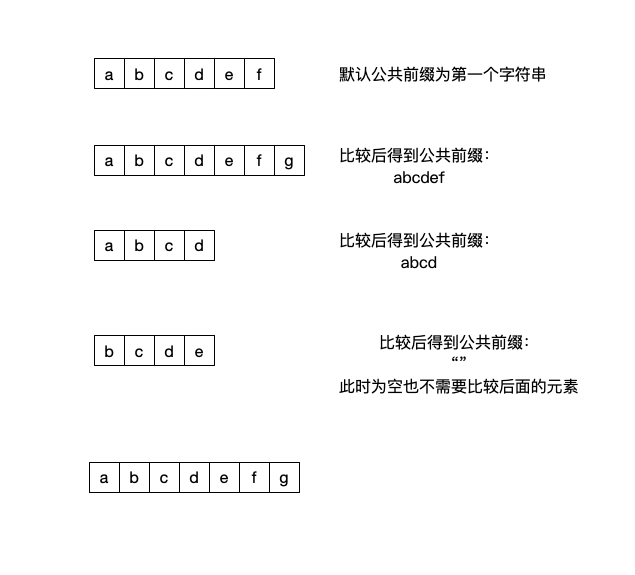 a b c d e f
默认公共前缀为第一个字符串
a b c d e f g
比较后得到公共前缀：
abcdef
a b c d
比较后得到公共前缀：
abcd
b c d e
比较后得到公共前缀：
“”
此时为空也不需要比较后面的元素
a b c d e f g